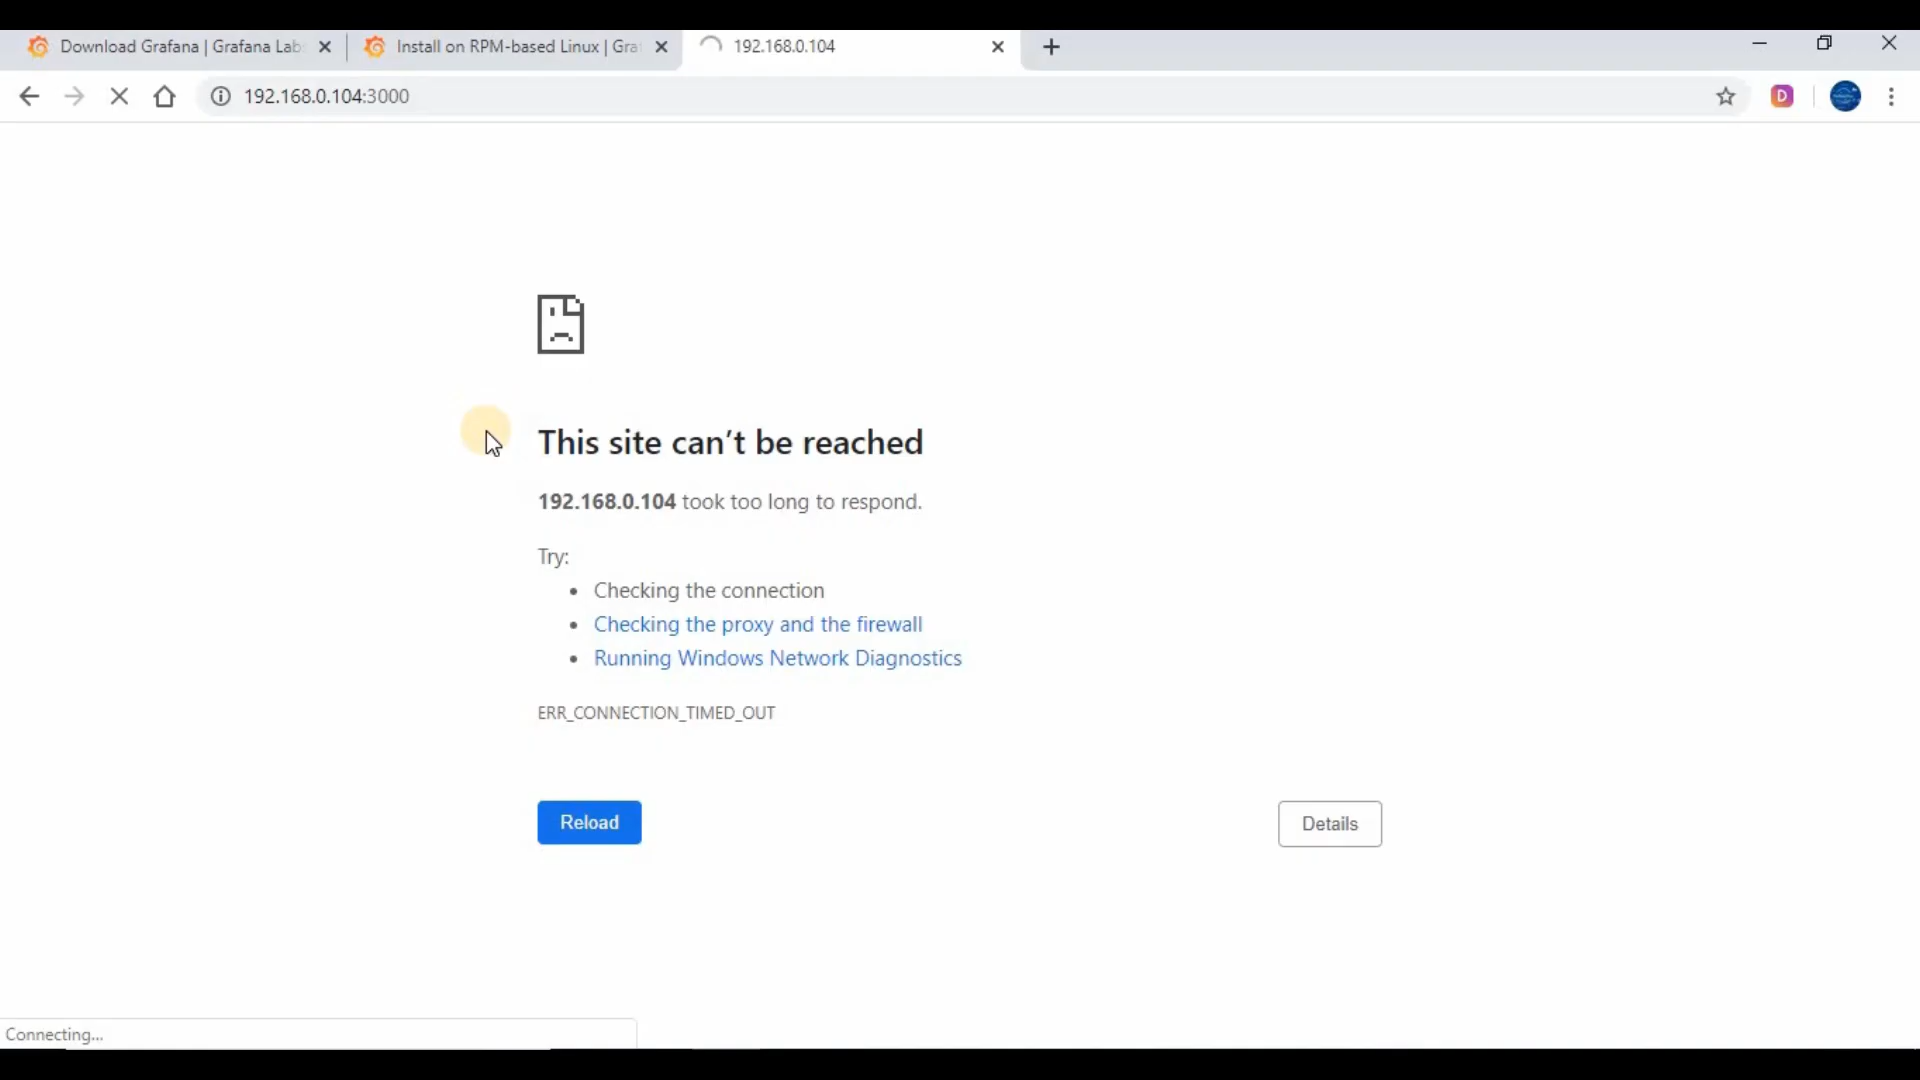 Download Grafana | Grafana Lab
Install on RPM-based Linux | Gra
192.168.0.104
192.168.0.104:3000
D
This site can't be reached
192.168.0.104 took too long to respond.
Try:
• Checking the connection
• Checking the proxy and the firewall
• Running Windows Network Diagnostics
ERR_CONNECTION_TIMED_OUT
Reload
Details
Connecting...